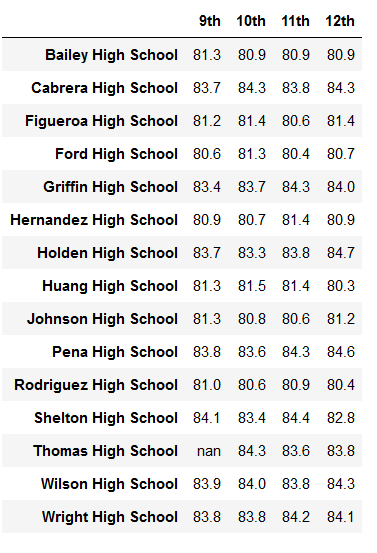 9th 10th 11th 12th
Bailey High School 81.3 80.9 80.9 80.9
Cabrera High School 83.7 84.3 83.8 84.3
Figueroa High School 81.2 81.4 80.6 81.4
Ford High School 80.6 81.3 80.4 80.7
Griffin High School 83.4 83.7 84.3 84.0
Hernandez High School 80.9 80.7 81.4 80.9
Holden High School 83.7 83.3 83.8 84.7
Huang High School 81.3 81.5 81.4 80.3
Johnson High School 81.3 80.8 80.6 81.2
Pena High School 83.8 83.6 84.3 84.6
Rodriguez High School 81.0 80.6 80.9 80.4
Shelton High School 84.1 83.4 84.4 82.8
Thomas High School nan 84.3 83.6 83.8
Wilson High School 83.9 84.0 83.8 84.3
Wright High School 83.8 83.8 84.2 84.1